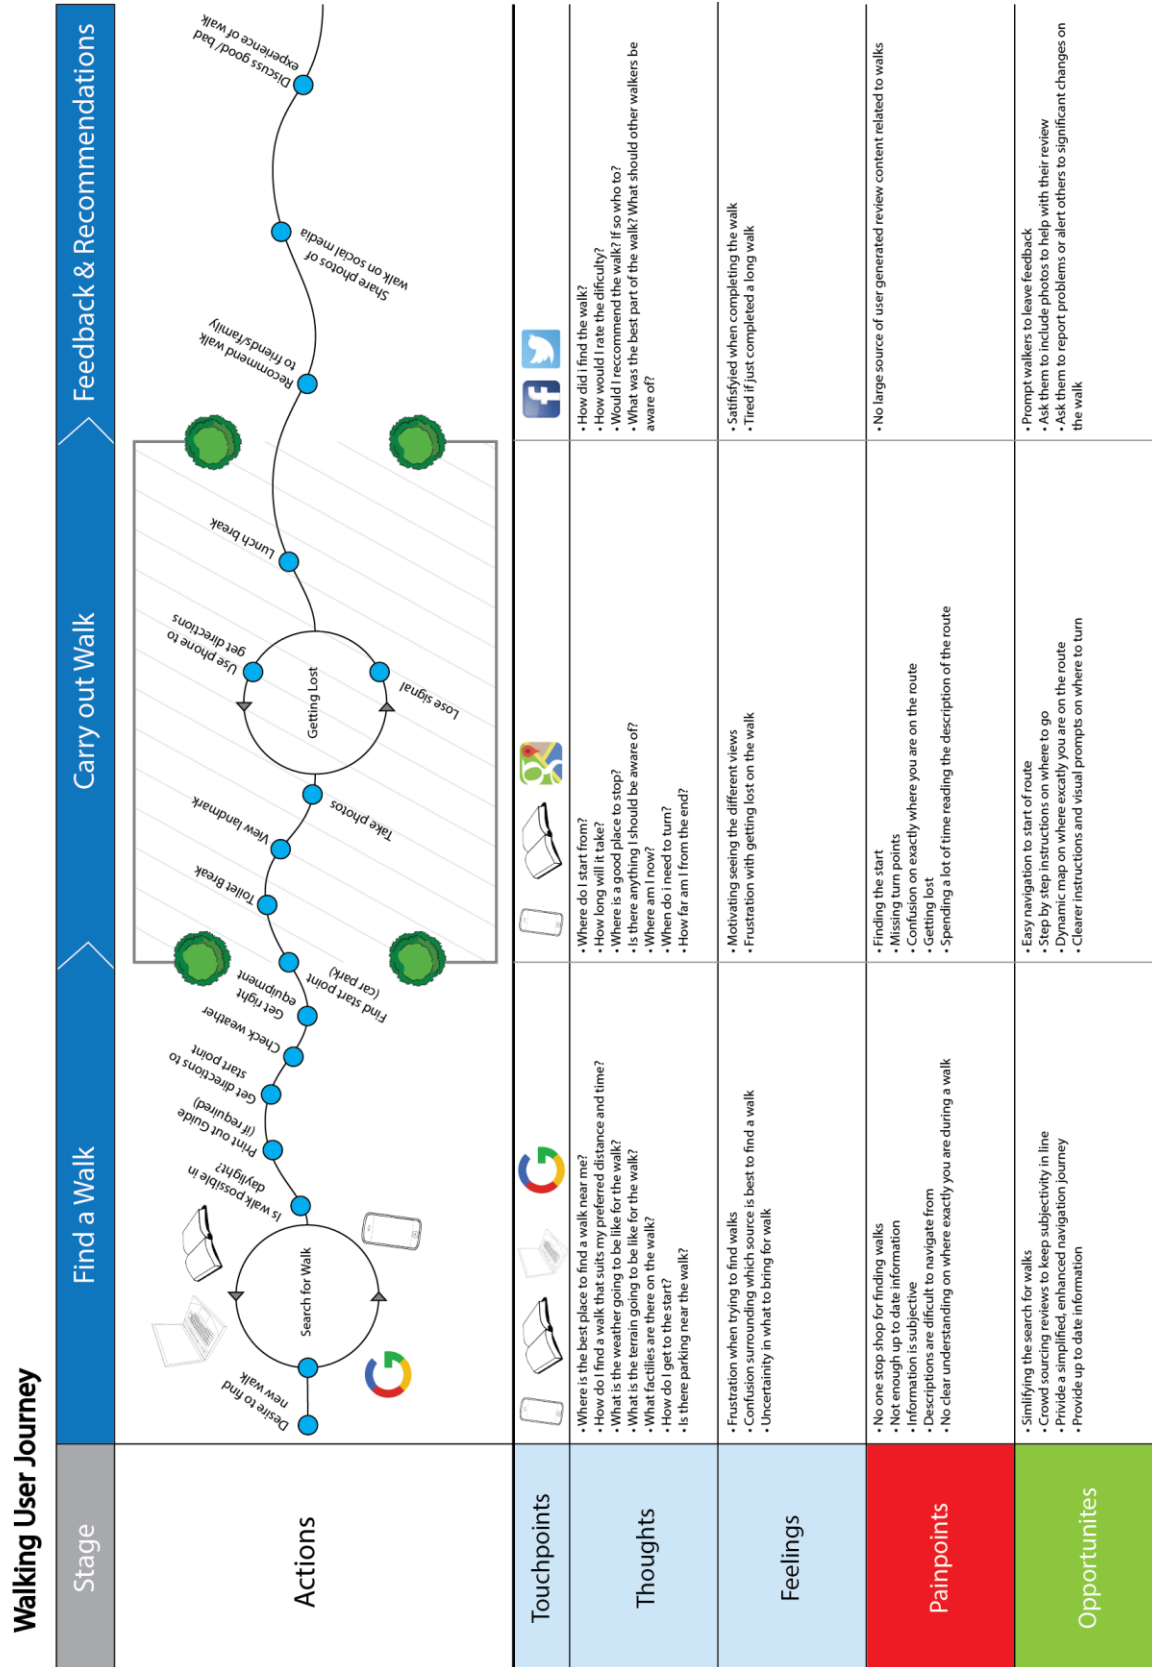 Walking User Journey
Stage
Find a Walk
Carry out Walk
Feedback & Recommendations
Actions
Desire to find
new walk
Search for Walk
Is walk possible in
daylight?
Print out Guide
(if required)
Get directions to
start point
Check weather
Get right
equipment
Find start point
(car park)
Toilet Break
View landmark
Take photos
Getting Lost
Use phone to
get directions
Lose signal
Lunch break
Recommend walk
to friends/family
Share photos of
walk on social media
Discuss good/bad
experience of walk
Touchpoints
Thoughts
• Where is the best place to find a walk near me?
• How do I find a walk that suits my preferred distance and time?
• What is the weather going to be like for the walk?
• What is the terrain going to be like for the walk?
• What factilies are there on the walk?
• How do I get to the start?
• Is there parking near the walk?
• Where do I start from?
• How long will it take?
• Where is a good place to stop?
• Is there anything I should be aware of?
• Where am I now?
• When do i need to turn?
• How far am I from the end?
• How did i find the walk?
• How would I rate the dificulty?
• Would I reccommend the walk? If so who to?
• What was the best part of the walk? What should other walkers be
aware of?
Feelings
• Frustration when trying to find walks
• Confusion surrounding which source is best to find a walk
• Uncertainity in what to bring for walk
• Motivating seeing the different views
• Frustration with getting lost on the walk
• Satifisfyied when completing the walk
• Tired if just completed a long walk
Painpoints
• No one stop shop for finding walks
• Not enough up to date information
• Information is subjective
• Descriptions are dificult to navigate from
• No clear understanding on where exactly you are during a walk
• Finding the start
• Missing turn points
• Confusion on exactly where you are on the route
• Getting lost
• Spending a lot of time reading the description of the route
• No large source of user generated review content related to walks
Opportunites
• Simlifying the search for walks
• Crowd sourcing reviews to keep subjectivity in line
• Privide a simplified, enhanced navigation journey
• Provide up to date information
• Easy navigation to start of route
• Step by step instructions on where to go
• Dynamic map on where excatly you are on the route
• Clearer instructions and visual prompts on where to turn
• Prompt walkers to leave feedback
• Ask them to include photos to help with their review
• Ask them to report problems or alert others to significant changes on
the walk